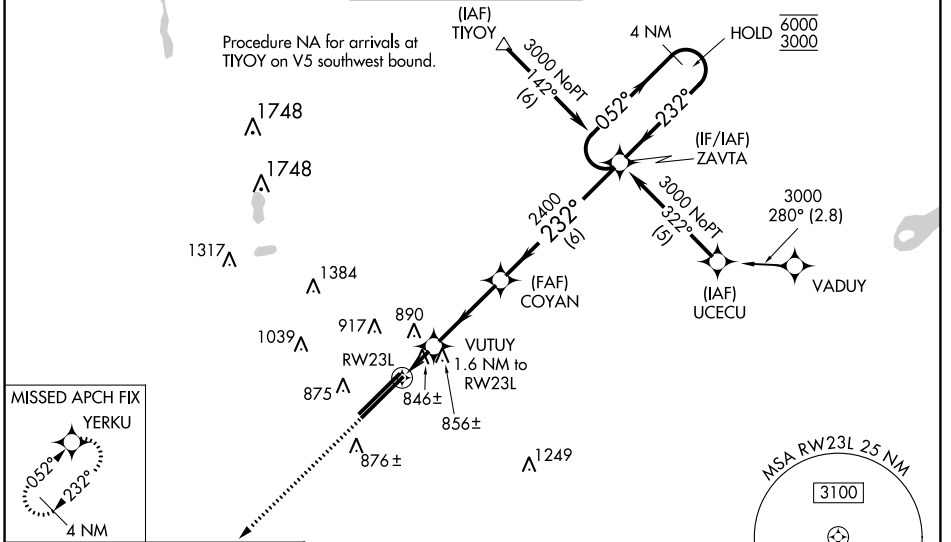 (IAF)
TIYOY
Procedure NA for arrivals at
TIYOY on V5 southwest bound.
3000 NoPT
142°
(6)
4 NM
HOLD
6000
3000
052°
232°
(IF/IAF)
ZAVTA
1748
1748
3000 NoPT
322°
(5)
3000
280° (2.8)
VADUY
(IAF)
UCECU
2400
232°
(6)
(FAF)
COYAN
1317
1384
917
890
1039
VUTUY
1.6 NM to
RW23L
RW23L
875
846±
856±
876±
1249
MISSED APCH FIX
YERKU
052°
232°
4 NM
MSA RW23L 25 NM
3100